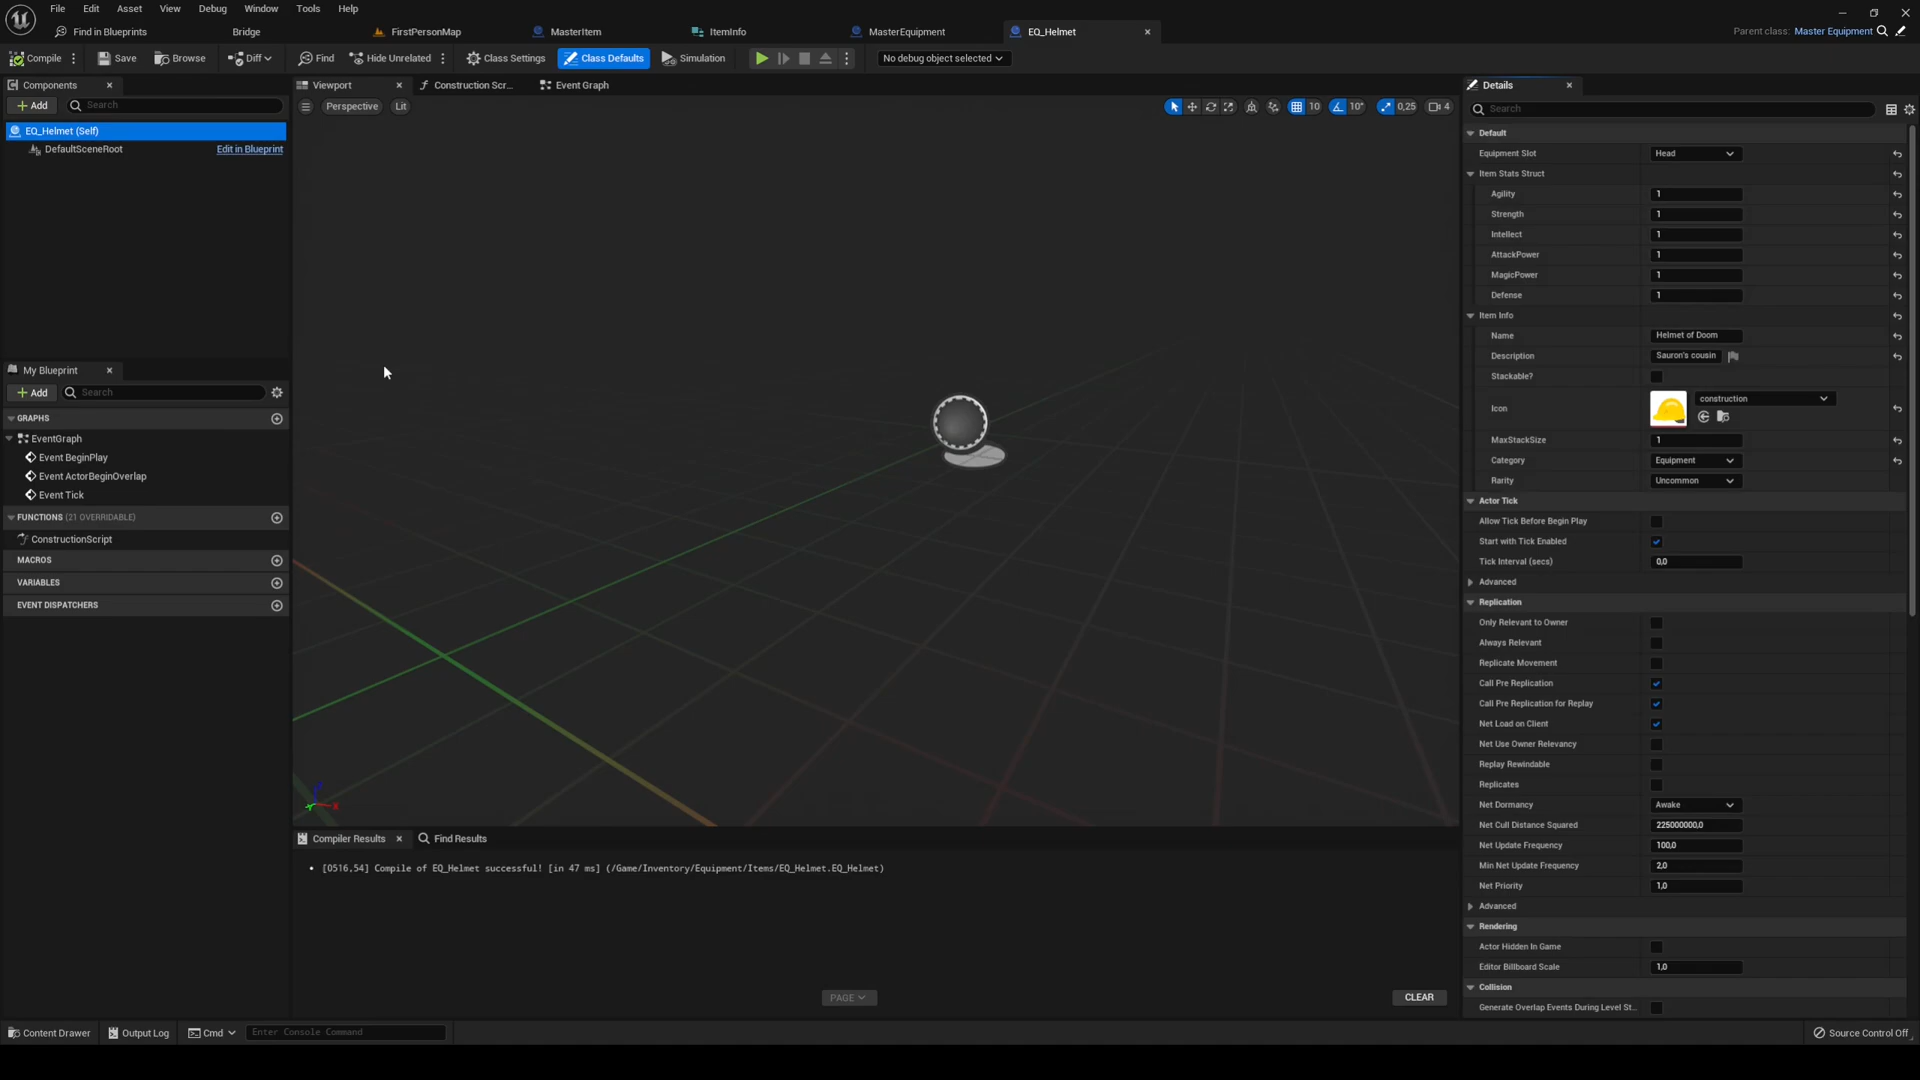 File Edit Asset View Debug Window Tools Help
Find in Blueprints Bridge FirstPersonMap MasterItem ItemInfo MasterEquipment EQ_Helmet Parent class: Master Equipment
Compile Save Browse Diff Find Hide Unrelated Class Settings Class Defaults Simulation No debug object selected
Components
Add Search
EQ_Helmet (Self)
DefaultSceneRoot Edit in Blueprint
My Blueprint
Add Search
GRAPHS
EventGraph
Event BeginPlay
Event ActorBeginOverlap
Event Tick
FUNCTIONS (21 OVERRIDABLE)
ConstructionScript
MACROS
VARIABLES
EVENT DISPATCHERS
Viewport Construction Scr... Event Graph
Perspective Lit 10 10° 0,25 4
Compiler Results Find Results
[0516,54] Compile of EQ_Helmet successful! [in 47 ms] (/Game/Inventory/Equipment/Items/EQ_Helmet.EQ_Helmet)
PAGE CLEAR
Details
Search
Default
Equipment Slot Head
Item Stats Struct
Agility 1
Strength 1
Intellect 1
AttackPower 1
MagicPower 1
Defense 1
Item Info
Name Helmet of Doom
Description Sauron's cousin
Stackable?
Icon construction
MaxStackSize 1
Category Equipment
Rarity Uncommon
Actor Tick
Allow Tick Before Begin Play
Start with Tick Enabled
Tick Interval (secs) 0,0
Advanced
Replication
Only Relevant to Owner
Always Relevant
Replicate Movement
Call Pre Replication
Call Pre Replication for Replay
Net Load on Client
Net Use Owner Relevancy
Replay Rewindable
Replicates
Net Dormancy Awake
Net Cull Distance Squared 225000000,0
Net Update Frequency 100,0
Min Net Update Frequency 2,0
Net Priority 1,0
Advanced
Rendering
Actor Hidden In Game
Editor Billboard Scale 1,0
Collision
Generate Overlap Events During Level St...
Content Drawer Output Log Cmd Enter Console Command Source Control Off